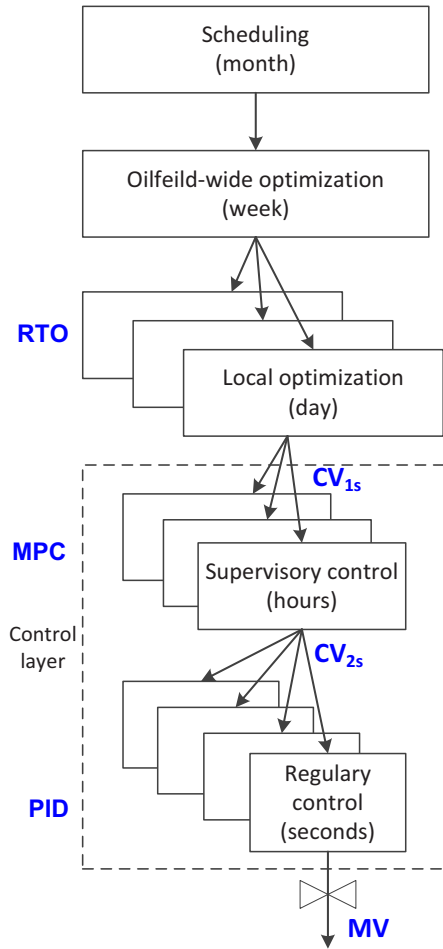 Scheduling
(month)
Oilfeild-wide optimization
(week)
RTO
Local optimization
(day)
CV1s
MPC
Supervisory control
(hours)
Control
layer
CV2s
PID
Regulary
control
(seconds)
MV